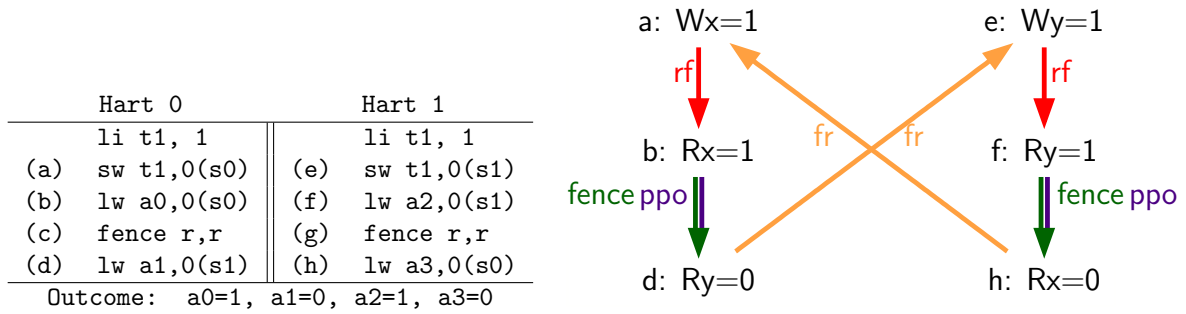 Hart 0 Hart 1
li t1, 1 li t1, 1
(a) sw t1,0(s0) (e) sw t1,0(s1)
(b) lw a0,0(s0) (f) lw a2,0(s1)
(c) fence r,r (g) fence r,r
(d) lw a1,0(s1) (h) lw a3,0(s0)
Outcome: a0=1, a1=0, a2=1, a3=0
a: Wx=1 e: Wy=1
rf rf
fr fr
b: Rx=1 f: Ry=1
fence ppo fence ppo
d: Ry=0 h: Rx=0